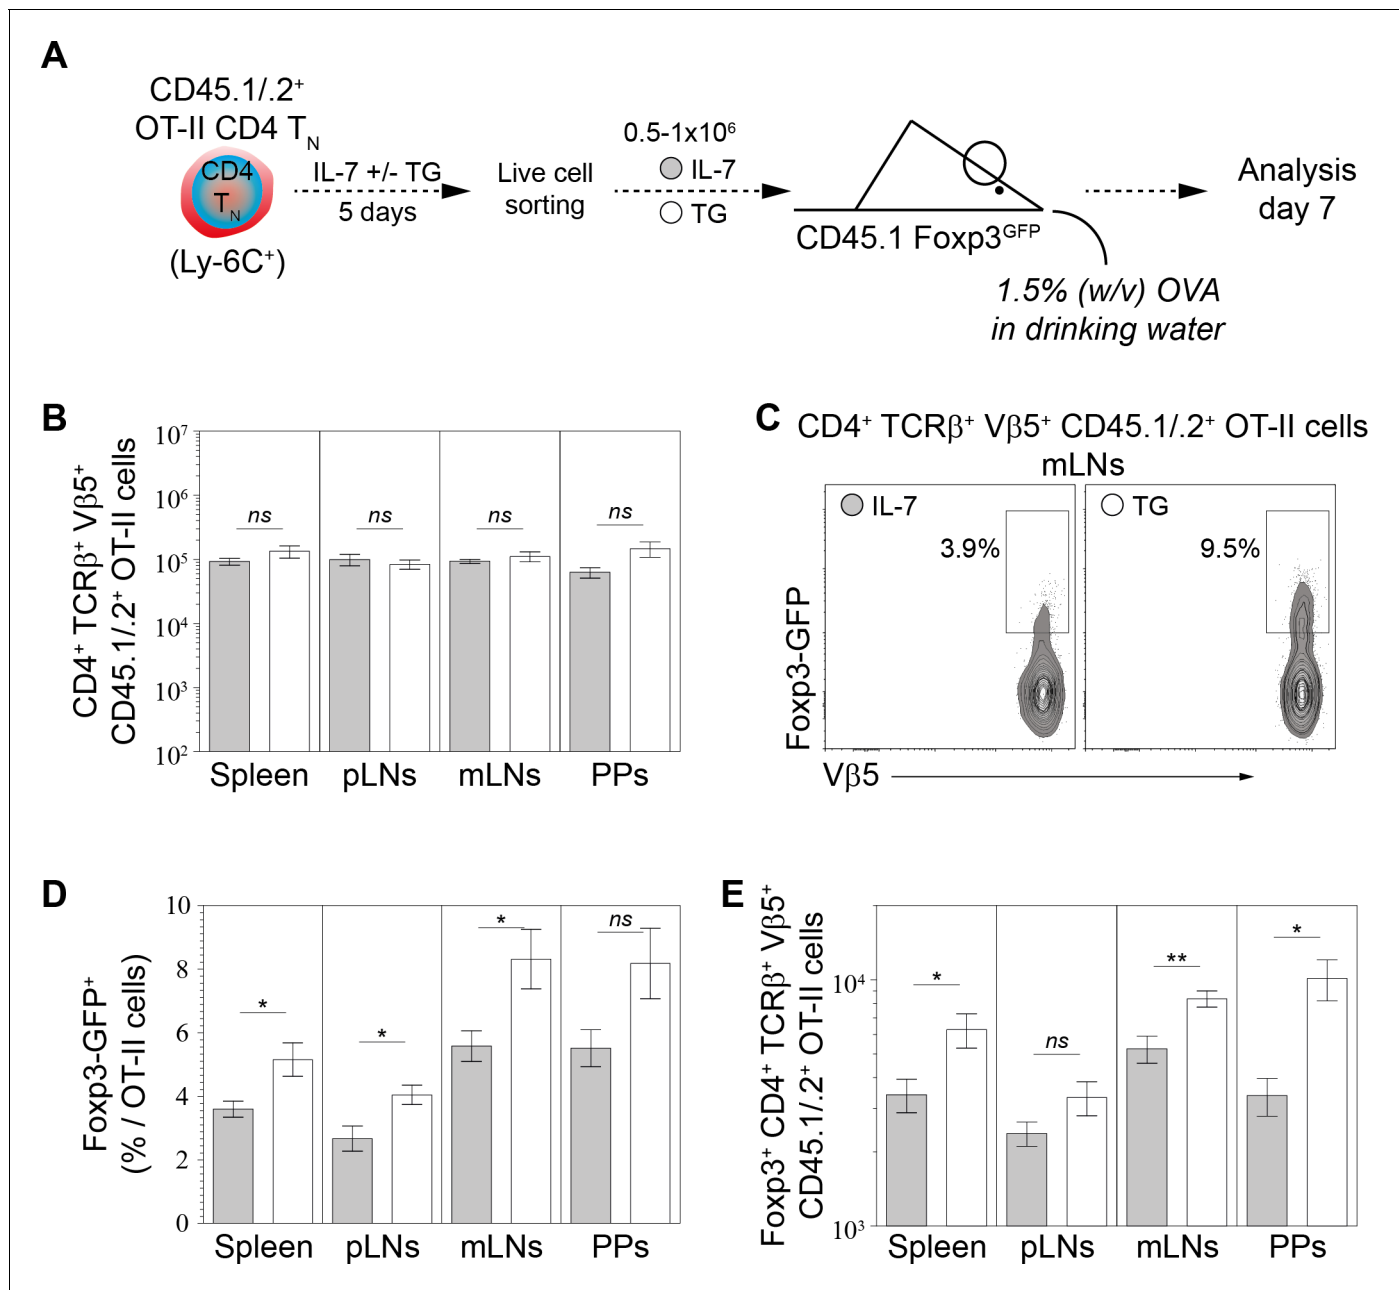 A
CD45.1/.2⁺
OT-II CD4 T_N
CD4
T_N
(Ly-6C⁺)
IL-7 +/- TG
5 days
Live cell
sorting
0.5-1x10⁶
IL-7
TG
CD45.1 Foxp3^GFP
1.5% (w/v) OVA
in drinking water
Analysis
day 7
B
CD4⁺ TCRβ⁺ Vβ5⁺
CD45.1/.2⁺ OT-II cells
10⁷
10⁶
10⁵
10⁴
10³
10²
ns
ns
ns
ns
Spleen
pLNs
mLNs
PPs
C
CD4⁺ TCRβ⁺ Vβ5⁺ CD45.1/.2⁺ OT-II cells
mLNs
IL-7
TG
3.9%
9.5%
Foxp3-GFP
Vβ5
D
Foxp3-GFP⁺
(% / OT-II cells)
10
8
6
4
2
0
*
*
*
ns
Spleen
pLNs
mLNs
PPs
E
Foxp3⁺ CD4⁺ TCRβ⁺ Vβ5⁺
CD45.1/.2⁺ OT-II cells
10⁴
10³
*
ns
**
*
Spleen
pLNs
mLNs
PPs